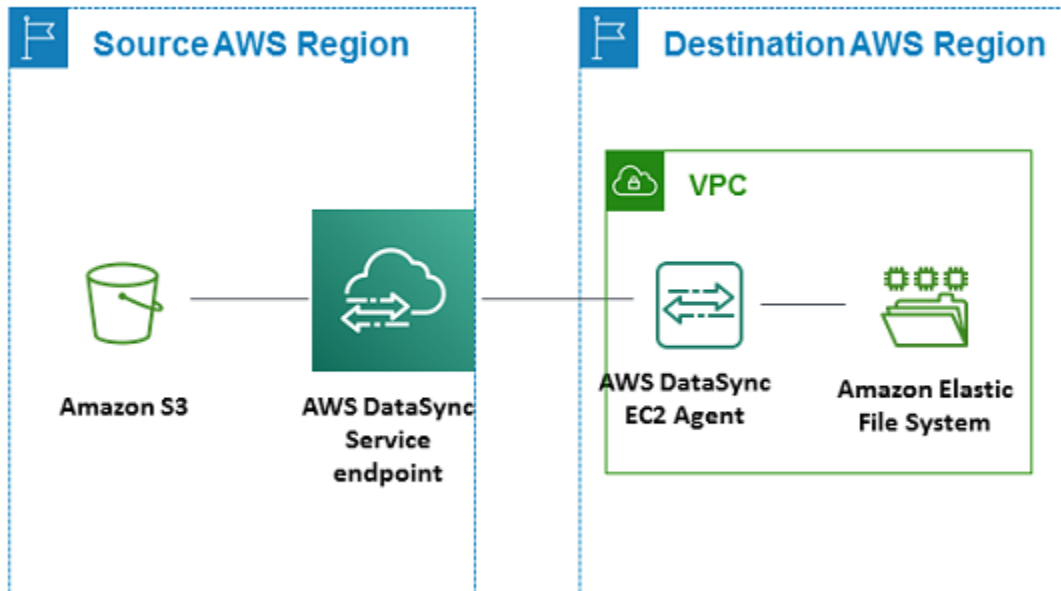 Source AWS Region
Destination AWS Region
VPC
Amazon S3
AWS DataSync
Service
endpoint
AWS DataSync
EC2 Agent
Amazon Elastic
File System